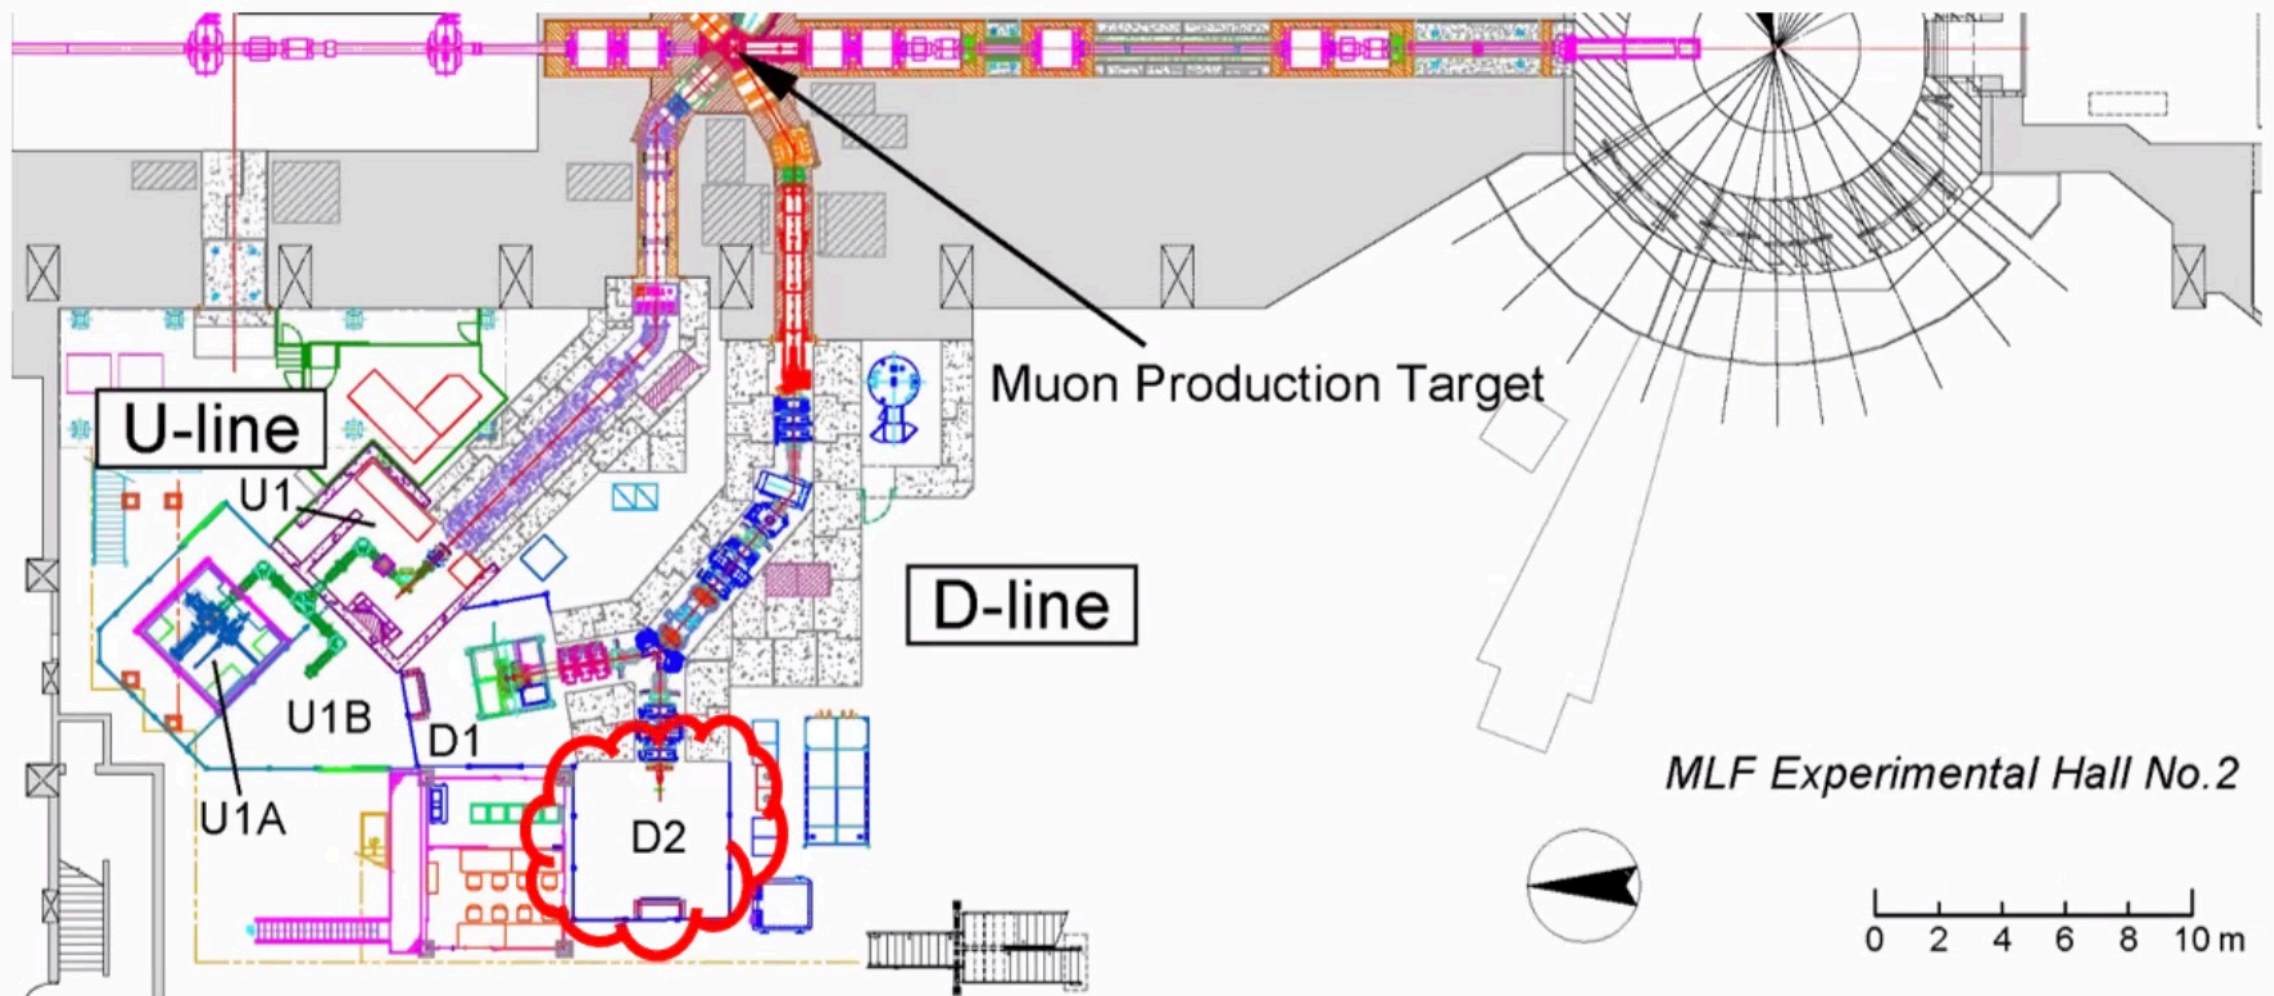 Muon Production Target
U-line
U1
D-line
U1B
D1
U1A
D2
MLF Experimental Hall No.2
0 2 4 6 8 10 m